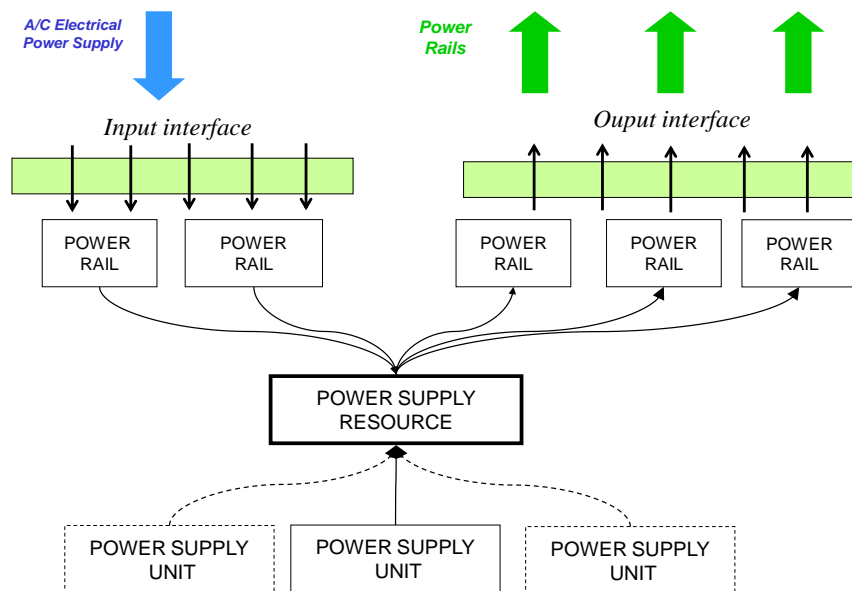 A/C Electrical
Power Supply
Power
Rails
Input interface
Ouput interface
POWER
RAIL
POWER
RAIL
POWER
RAIL
POWER
RAIL
POWER
RAIL
POWER SUPPLY
RESOURCE
POWER SUPPLY
UNIT
POWER SUPPLY
UNIT
POWER SUPPLY
UNIT